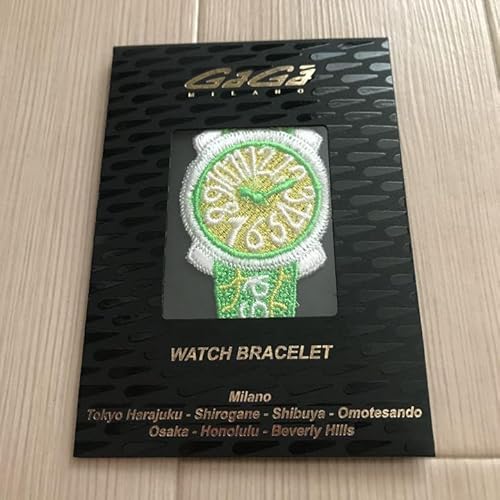 GaGà
MILANO
WATCH BRACELET
Milano
Tokyo Harajuku - Shirogane - Shibuya - Omotesando
Osaka - Honolulu - Beverly Hills